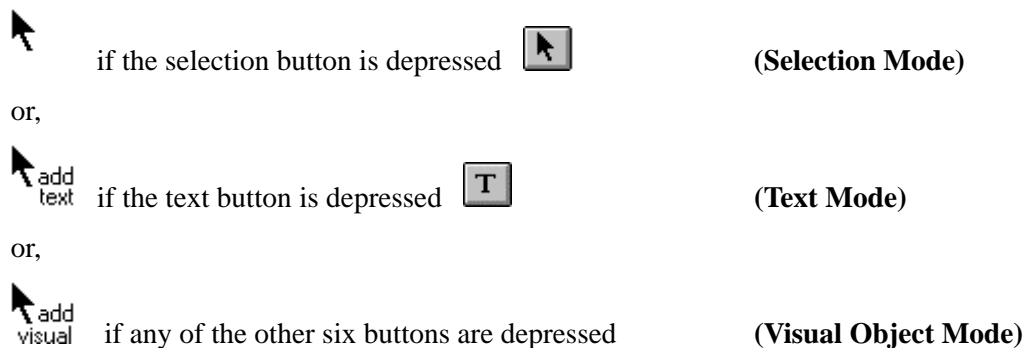 if the selection button is depressed (Selection Mode)
or,
add
text if the text button is depressed T (Text Mode)
or,
add
visual if any of the other six buttons are depressed (Visual Object Mode)